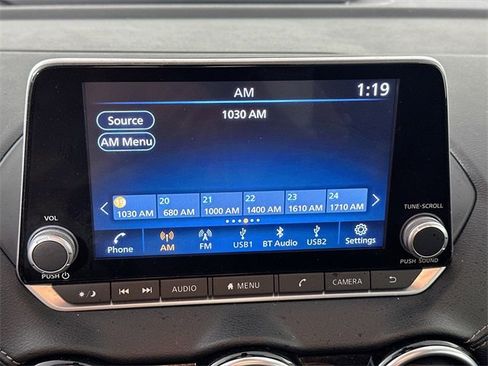 AM
1:19
Source
1030 AM
AM Menu
19 20 21 22 23 24
1030 AM 680 AM 1000 AM 1400 AM 1610 AM 1710 AM
VOL
TUNE·SCROLL
Phone AM FM USB1 BT Audio USB2 Settings
PUSH
PUSH SOUND
AUDIO MENU CAMERA